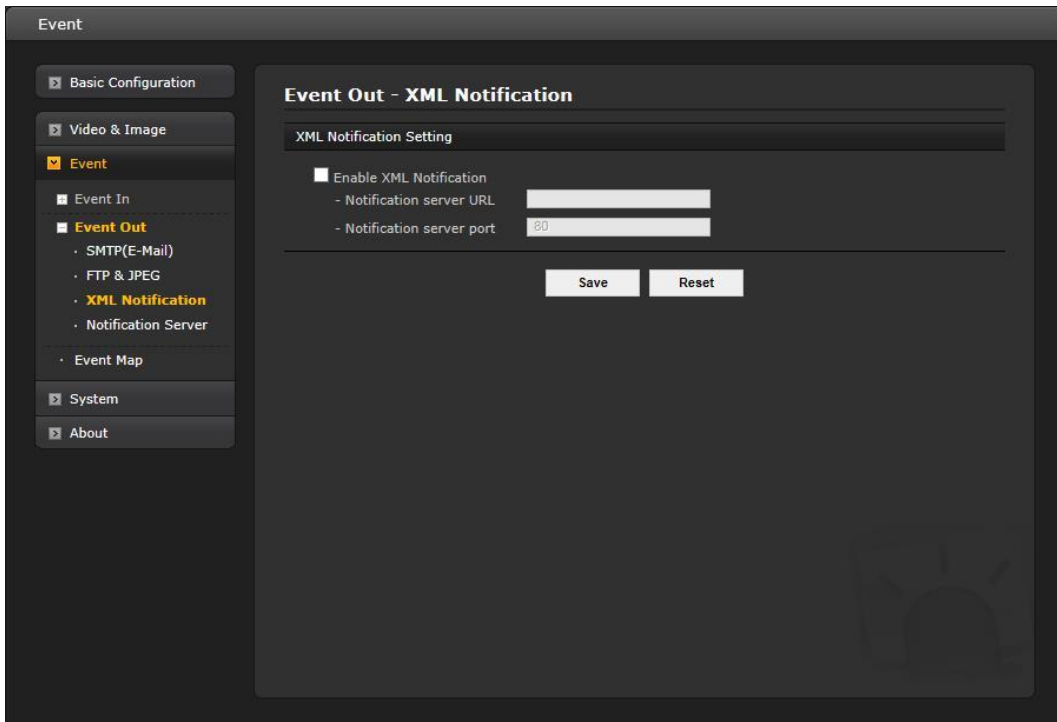 Event
Basic Configuration
Video & Image
Event
Event In
Event Out
· SMTP(E-Mail)
· FTP & JPEG
· XML Notification
· Notification Server
· Event Map
System
About
Event Out - XML Notification
XML Notification Setting
Enable XML Notification
- Notification server URL
- Notification server port 80
Save Reset